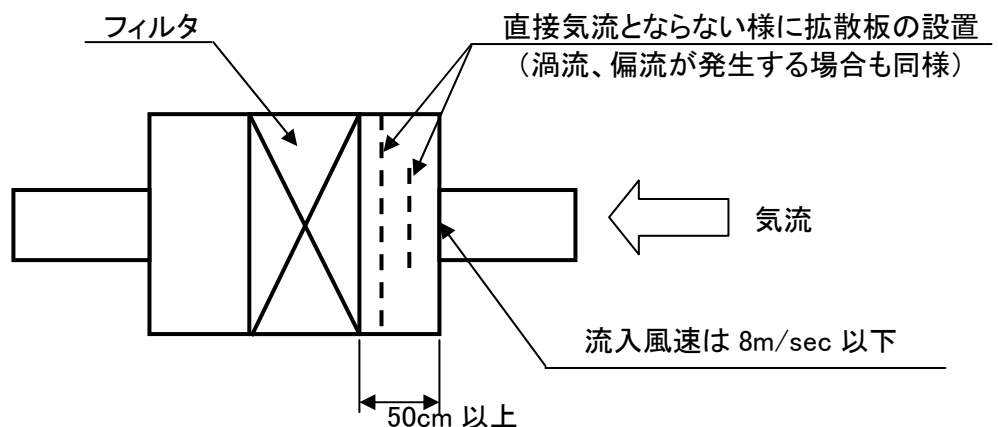 フィルタ
直接気流とならない様に拡散板の設置
（渦流、偏流が発生する場合も同様）
気流
流入風速は 8m/sec 以下
50cm 以上